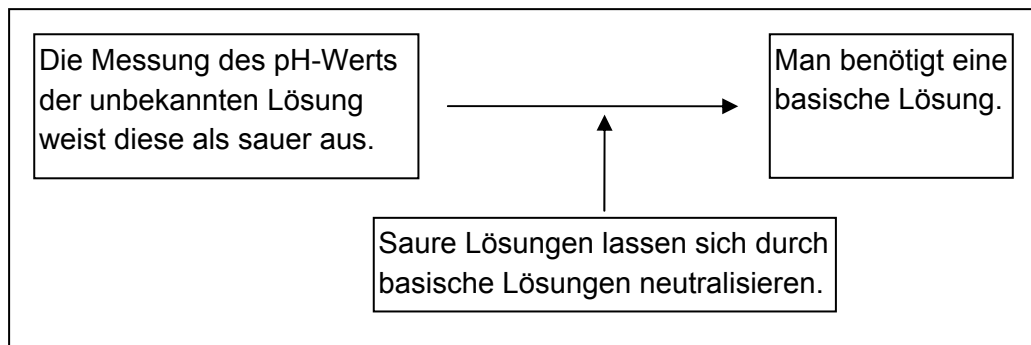 Die Messung des pH-Werts
der unbekannten Lösung
weist diese als sauer aus.
Man benötigt eine
basische Lösung.
Saure Lösungen lassen sich durch
basische Lösungen neutralisieren.